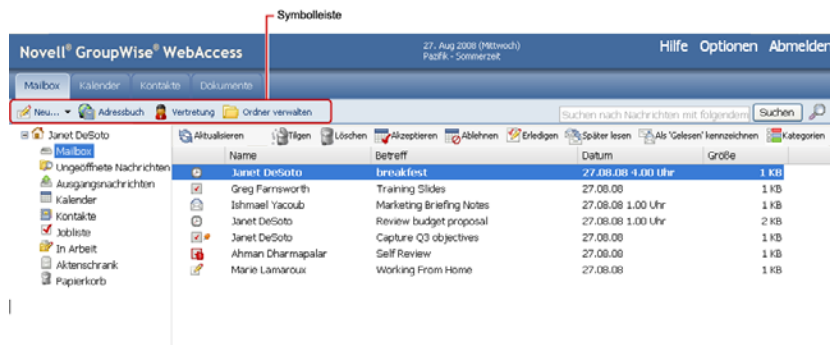 Symbolleiste
Novell® GroupWise® WebAccess
27. Aug 2008 (Mittwoch)
Pazifik - Sommerzeit
Hilfe Optionen Abmelden
Mailbox Kalender Kontakte Dokumente
Neu... Adressbuch Vertretung Ordner verwalten
Suchen nach Nachrichten mit folgendem Suchen
Janet DeSoto
Mailbox
Ungeöffnete Nachrichten
Ausgangsnachrichten
Kalender
Kontakte
Jobliste
In Arbeit
Aktenschrank
Papierkorb
Aktualisieren Tilgen Löschen Akzeptieren Ablehnen Erledigen Später lesen Als 'Gelesen' kennzeichnen Kategorien
Name Betreff Datum Größe
Janet DeSoto breakfest 27.08.08 4.00 Uhr 1 KB
Greg Farnsworth Training Slides 27.08.08 1 KB
Ishmael Yacoub Marketing Briefing Notes 27.08.08 1.00 Uhr 1 KB
Janet DeSoto Review budget proposal 27.08.08 1.00 Uhr 2 KB
Janet DeSoto Capture Q3 objectives 27.08.08 1 KB
Ahman Dharmapalar Self Review 27.08.08 1 KB
Marie Lamaroux Working From Home 27.08.08 1 KB